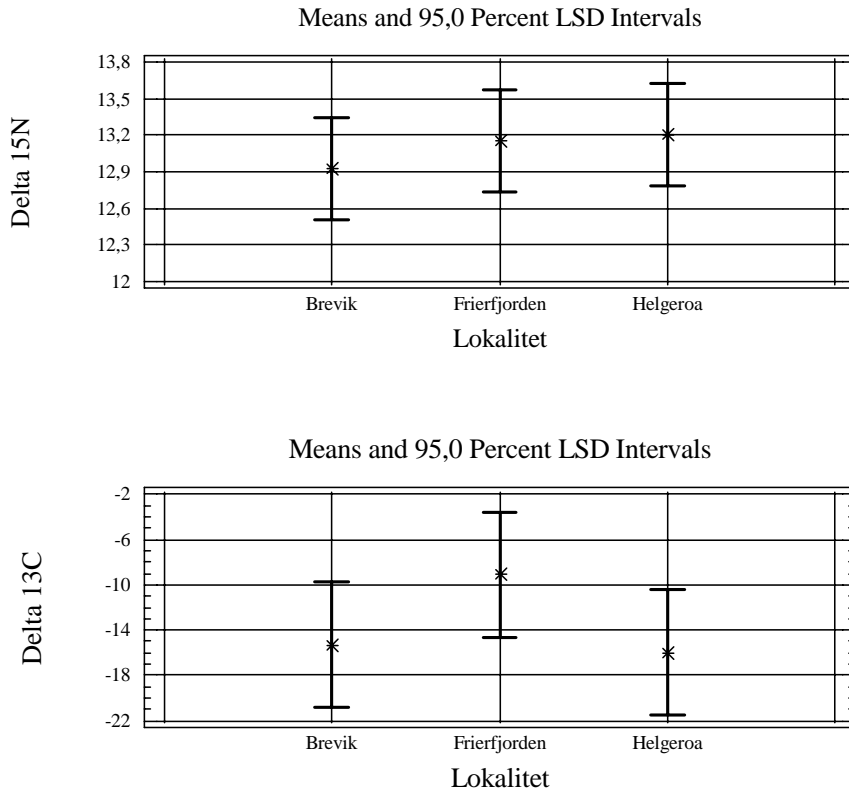 Means and 95,0 Percent LSD Intervals
Delta 15N
13,8
13,5
13,2
12,9
12,6
12,3
12
Brevik Frierfjorden Helgeroa
Lokalitet
Means and 95,0 Percent LSD Intervals
Delta 13C
-2
-6
-10
-14
-18
-22
Brevik Frierfjorden Helgeroa
Lokalitet